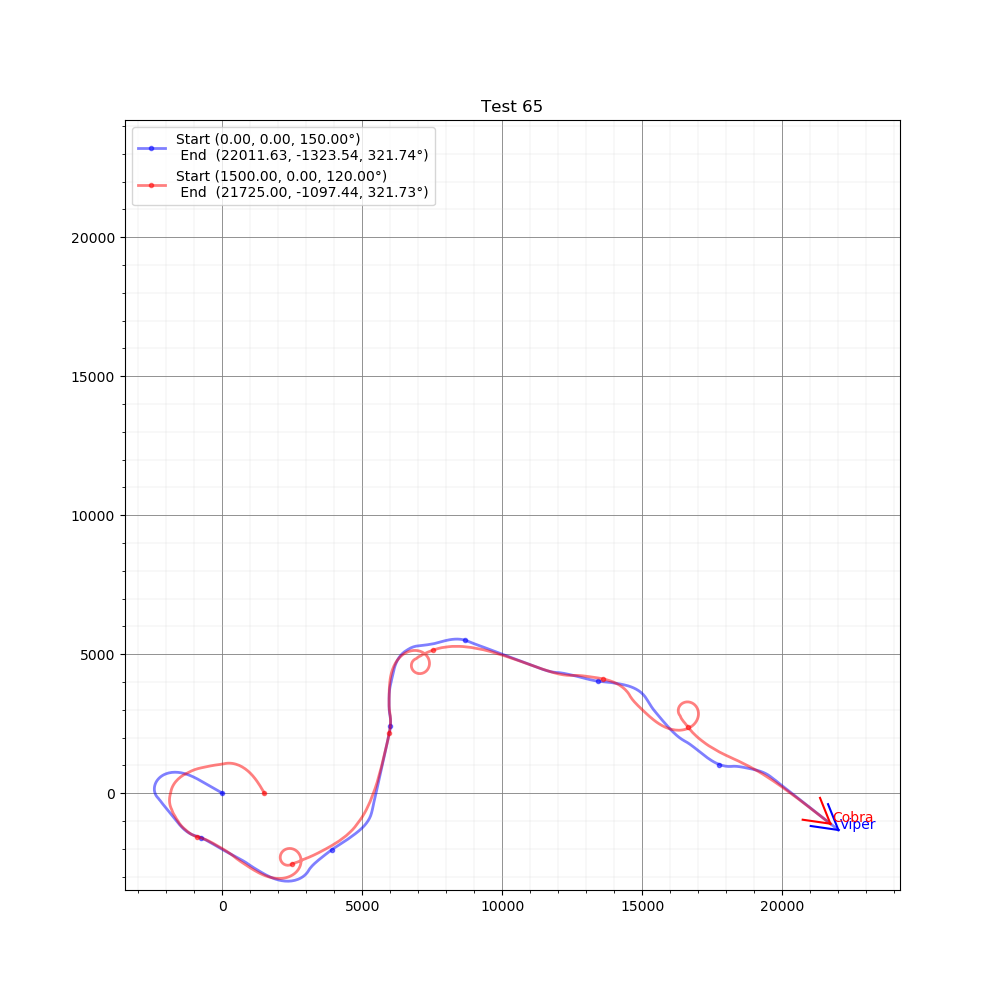 Test 65
Start (0.00, 0.00, 150.00°)
End (22011.63, -1323.54, 321.74°)
Start (1500.00, 0.00, 120.00°)
End (21725.00, -1097.44, 321.73°)
20000
15000
10000
5000
0
Cobra
Viper
0 5000 10000 15000 20000